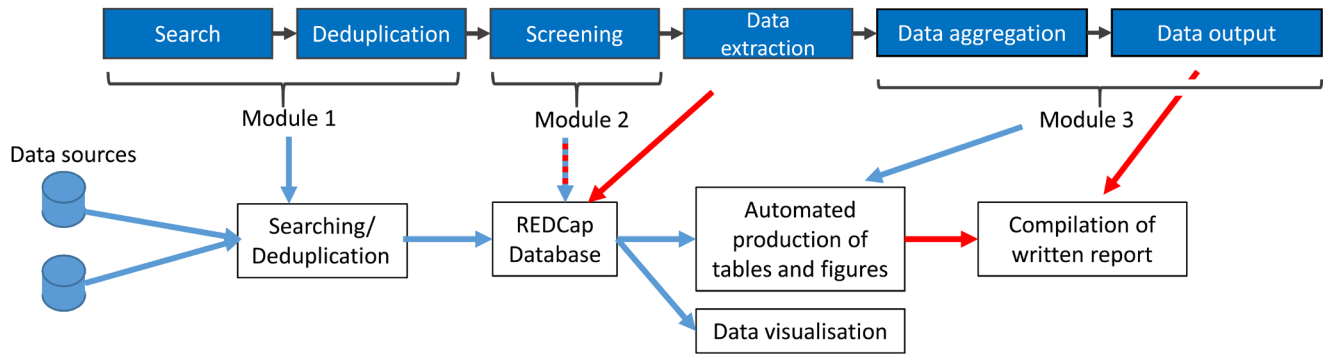 Search
Deduplication
Screening
Data
extraction
Data aggregation
Data output
Module 1
Module 2
Module 3
Data sources
Searching/
Deduplication
REDCap
Database
Automated
production of
tables and figures
Compilation of
written report
Data visualisation